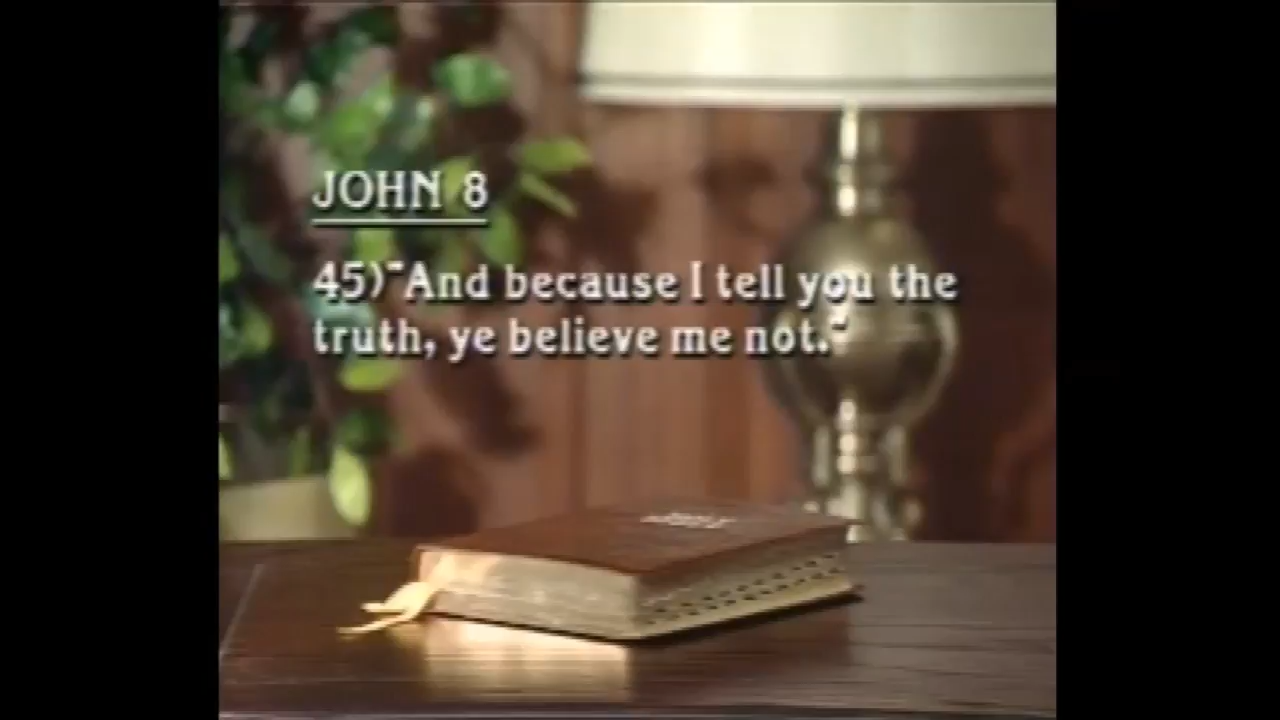 JOHN 8
45)"And because I tell you the
truth, ye believe me not."